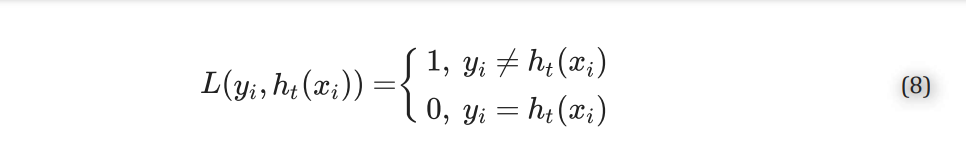 L(y_i, h_t(x_i)) = { 1, y_i ≠ h_t(x_i)
0, y_i = h_t(x_i)
(8)